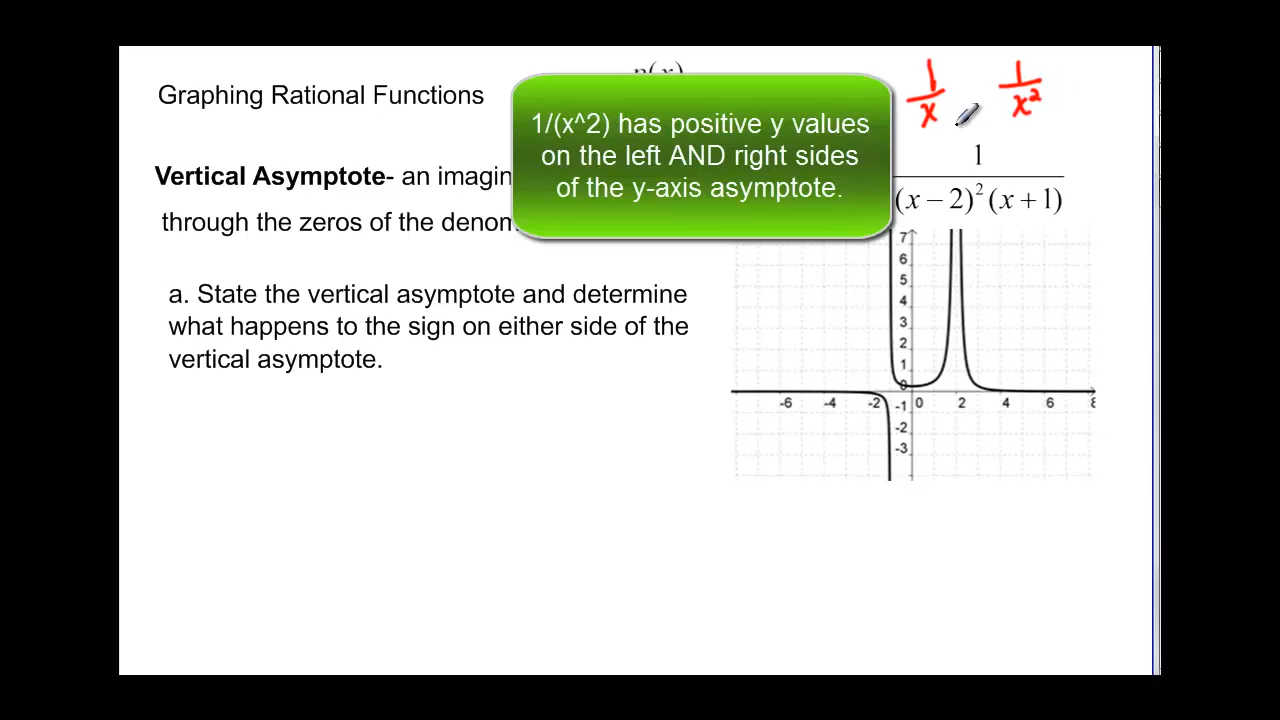 Graphing Rational Functions
1/(x^2) has positive y values
on the left AND right sides
of the y-axis asymptote.
1/x 1/x²
Vertical Asymptote- an imagin
through the zeros of the denom
1
(x − 2)² (x + 1)
a. State the vertical asymptote and determine
what happens to the sign on either side of the
vertical asymptote.
7
6
5
4
3
2
1
0
-6 -4 -2 0 2 4 6 8
-1
-2
-3